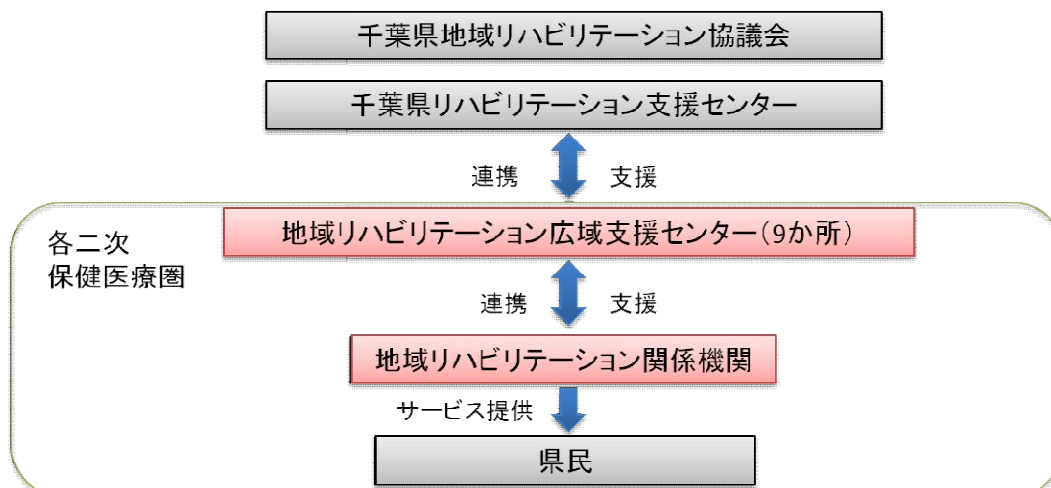 千葉県地域リハビリテーション協議会
千葉県リハビリテーション支援センター
連携 支援
地域リハビリテーション広域支援センター(9か所)
各二次
保健医療圏
連携 支援
地域リハビリテーション関係機関
サービス提供
県民